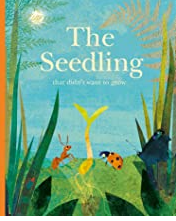 The
Seedling
that didn't want to grow